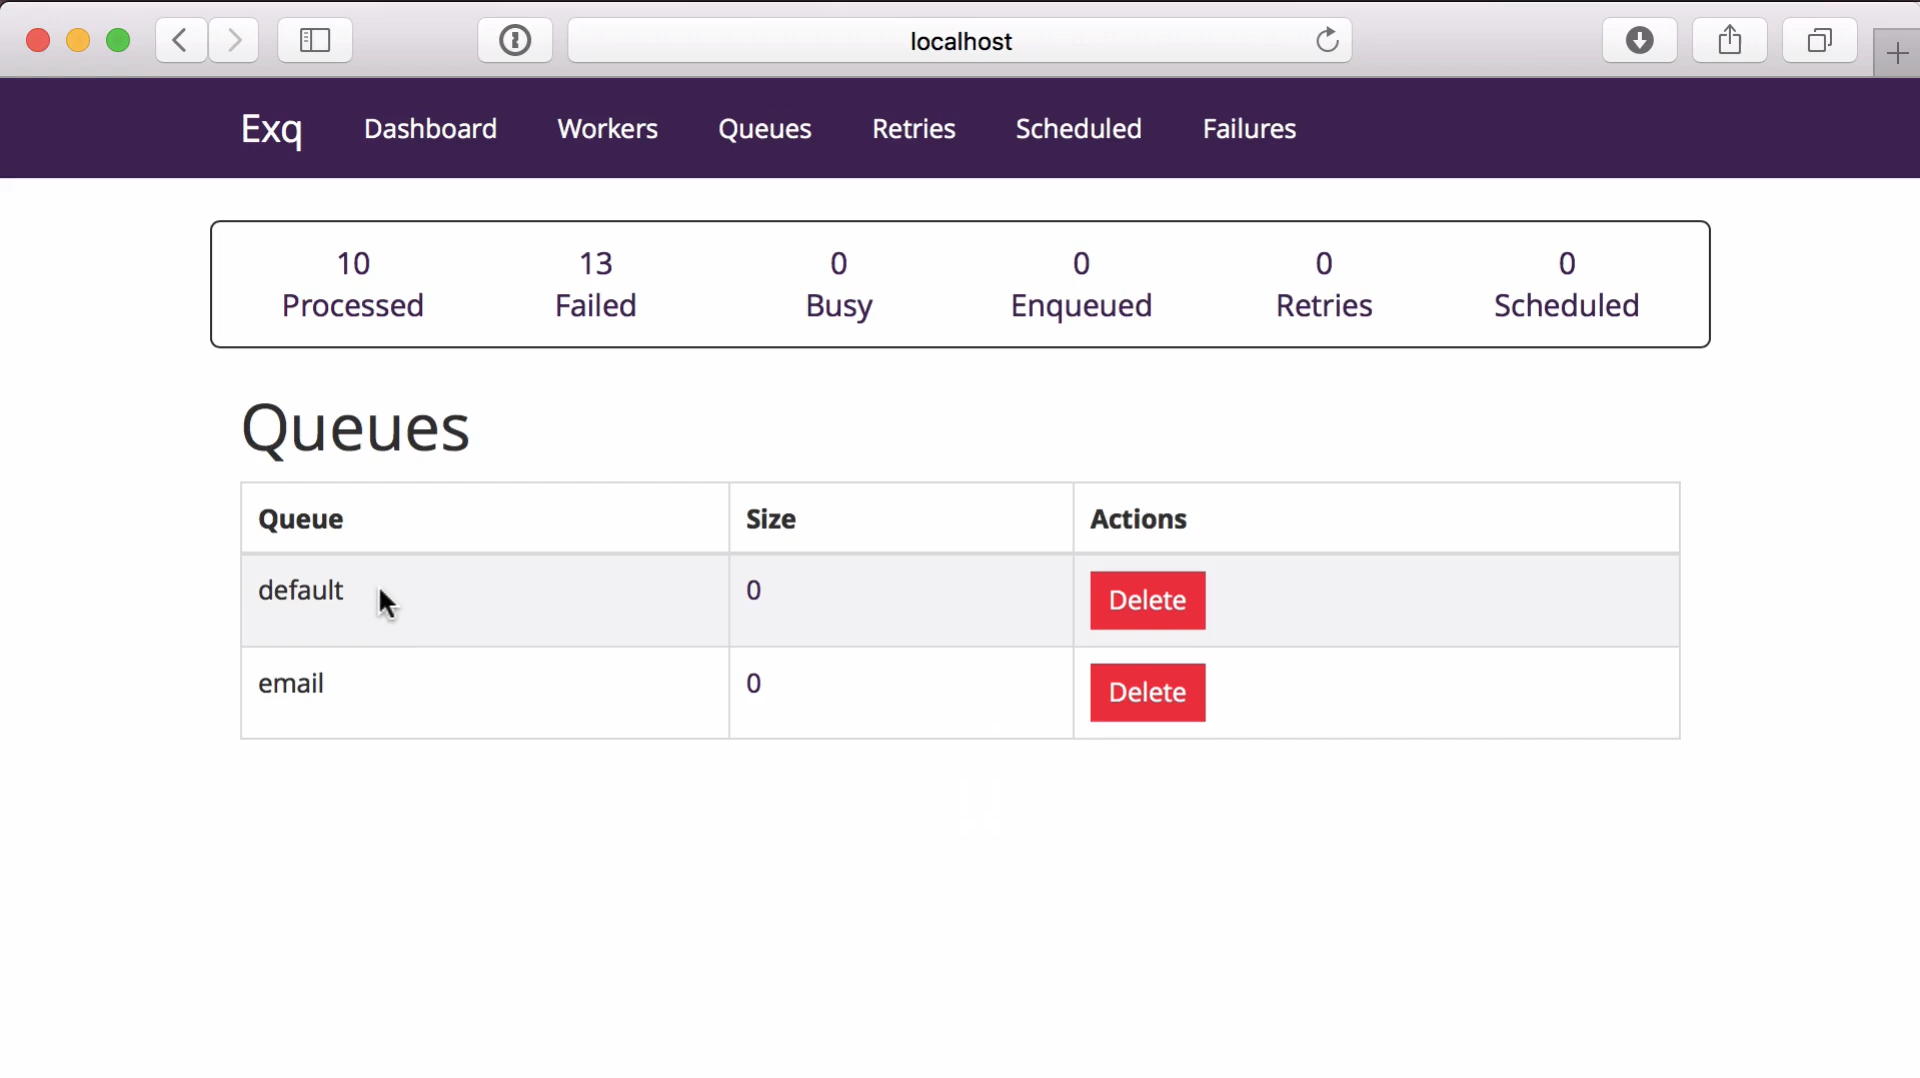 localhost
Exq Dashboard Workers Queues Retries Scheduled Failures
10 13 0 0 0 0
Processed Failed Busy Enqueued Retries Scheduled
Queues
Queue Size Actions
default 0 Delete
email 0 Delete